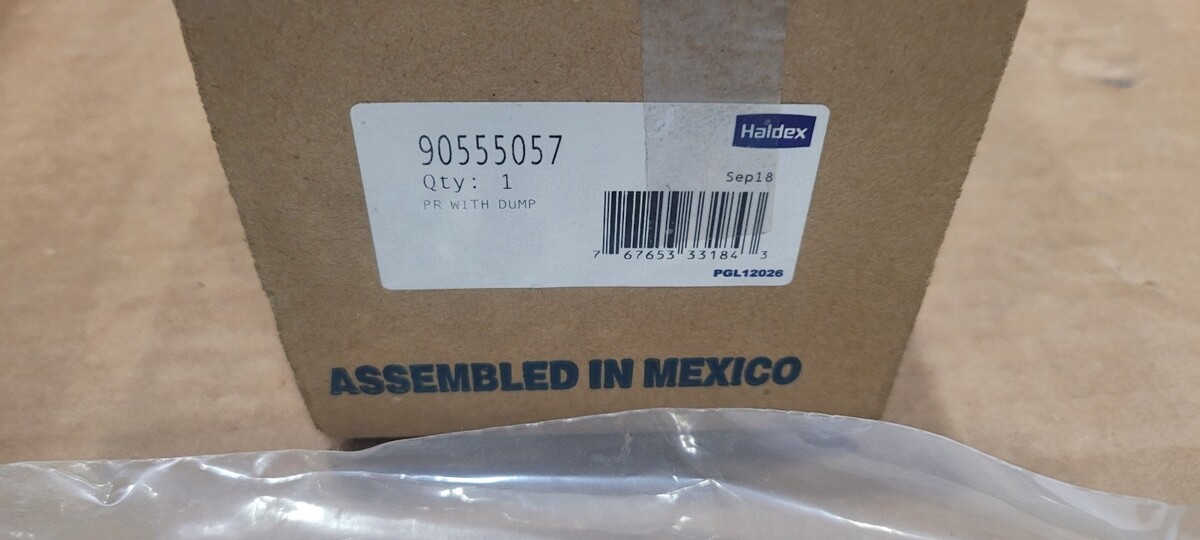 90555057
Haldex
Qty: 1
Sep18
PR WITH DUMP
7 67653 33184 3
PGL12026
ASSEMBLED IN MEXICO